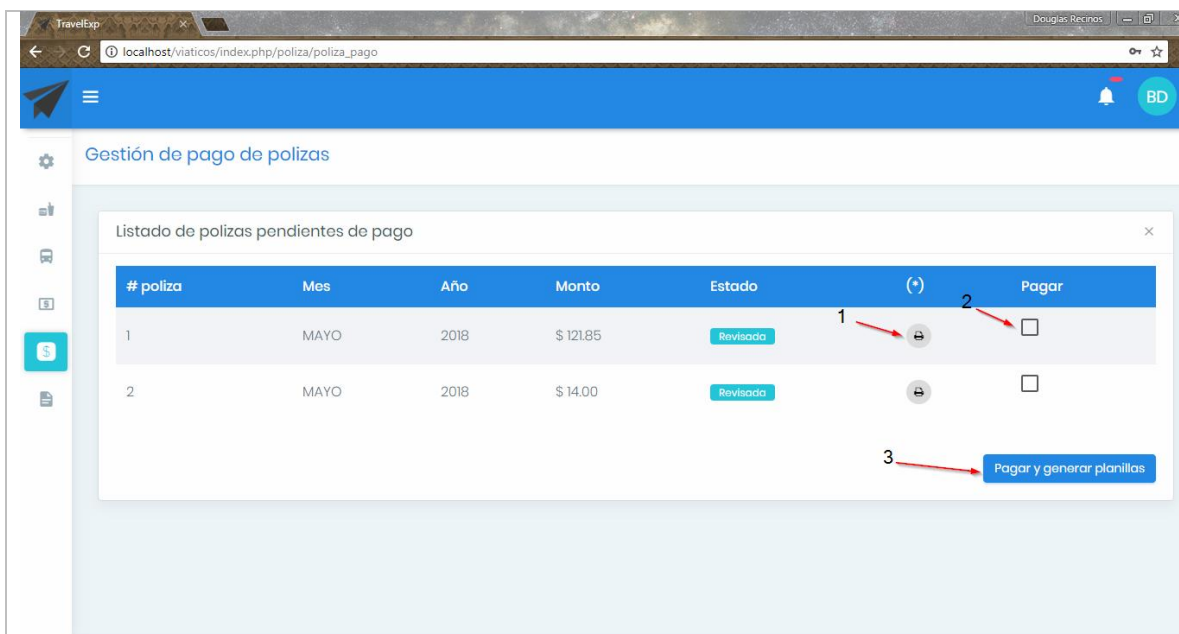 TravelExp
Douglas Recinos
localhost/viaticos/index.php/poliza/poliza_pago
BD
Gestión de pago de polizas
Listado de polizas pendientes de pago
# poliza Mes Año Monto Estado (*) Pagar
1 2
1 MAYO 2018 $ 121.85 Revisada
2 MAYO 2018 $ 14.00 Revisada
3
Pagar y generar planillas